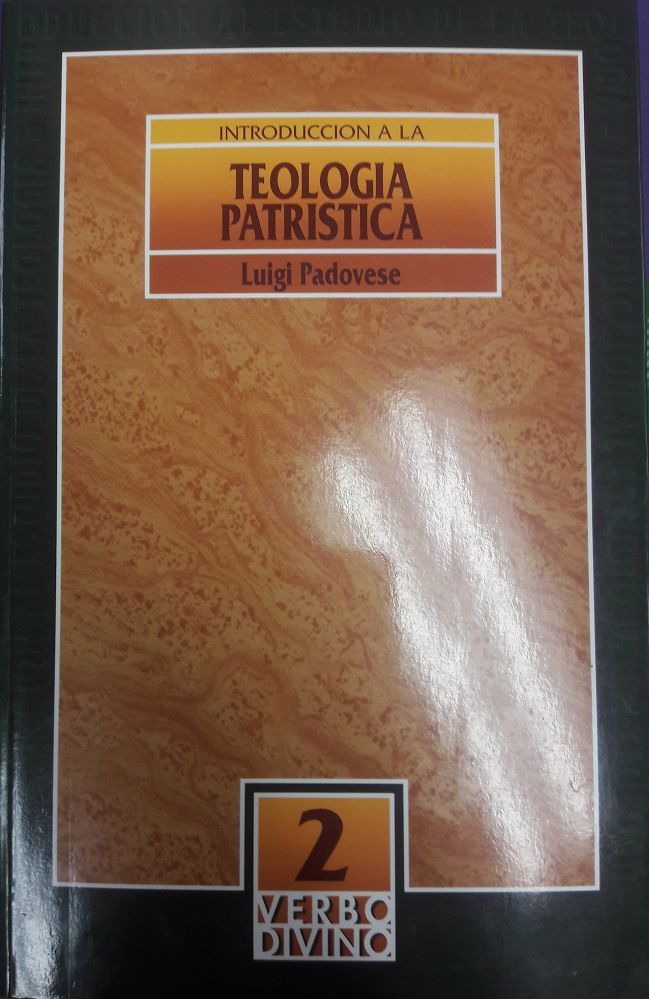 INTRODUCCION A LA
TEOLOGIA
PATRISTICA
Luigi Padovese
2
VERBO
DIVINO